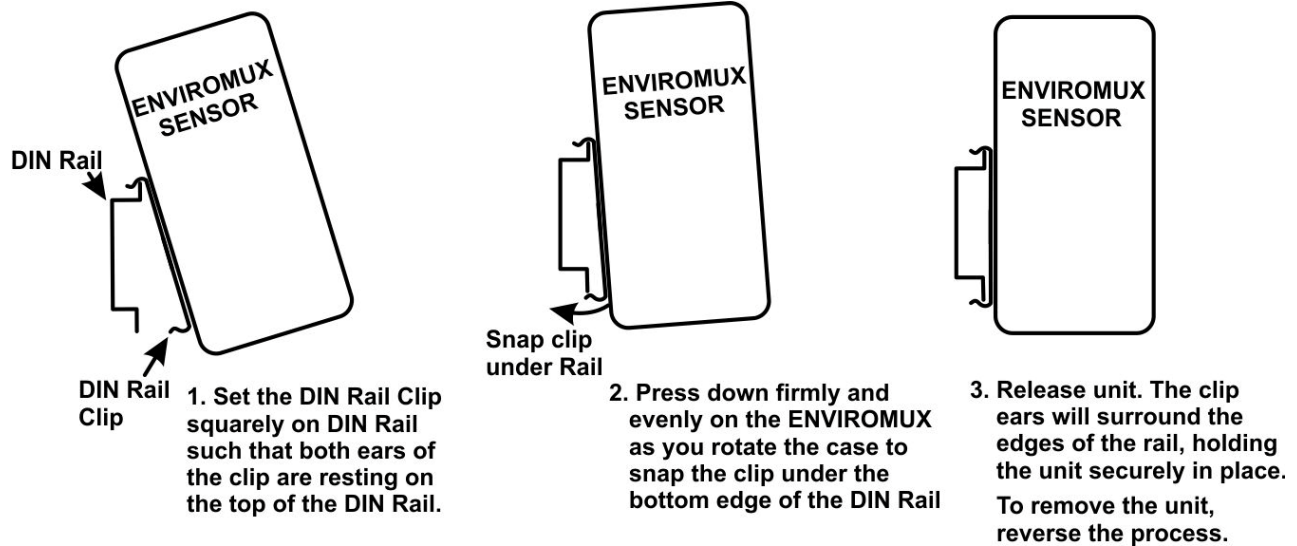 ENVIROMUX
SENSOR
DIN Rail
DIN Rail
Clip
1. Set the DIN Rail Clip
squarely on DIN Rail
such that both ears of
the clip are resting on
the top of the DIN Rail.
ENVIROMUX
SENSOR
Snap clip
under Rail
2. Press down firmly and
evenly on the ENVIROMUX
as you rotate the case to
snap the clip under the
bottom edge of the DIN Rail
ENVIROMUX
SENSOR
3. Release unit. The clip
ears will surround the
edges of the rail, holding
the unit securely in place.
To remove the unit,
reverse the process.